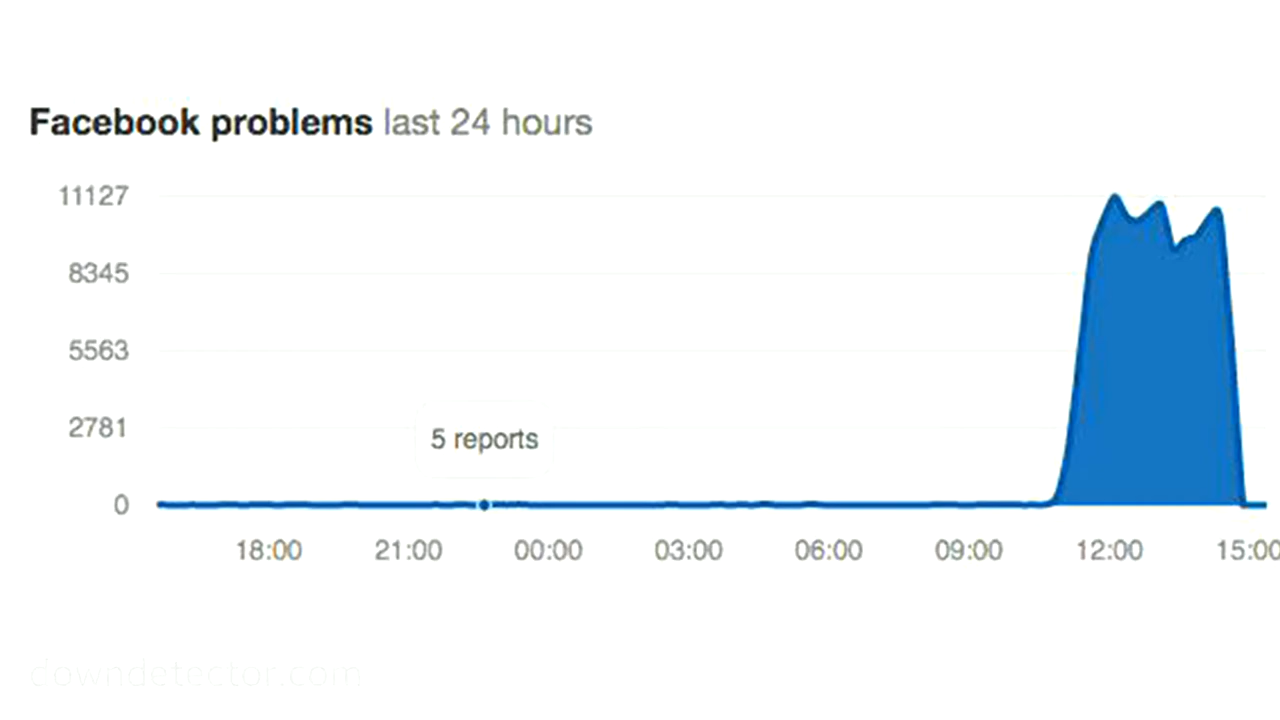 Facebook problems last 24 hours
11127
8345
5563
2781
5 reports
0
18:00 21:00 00:00 03:00 06:00 09:00 12:00 15:00
downdetector.com